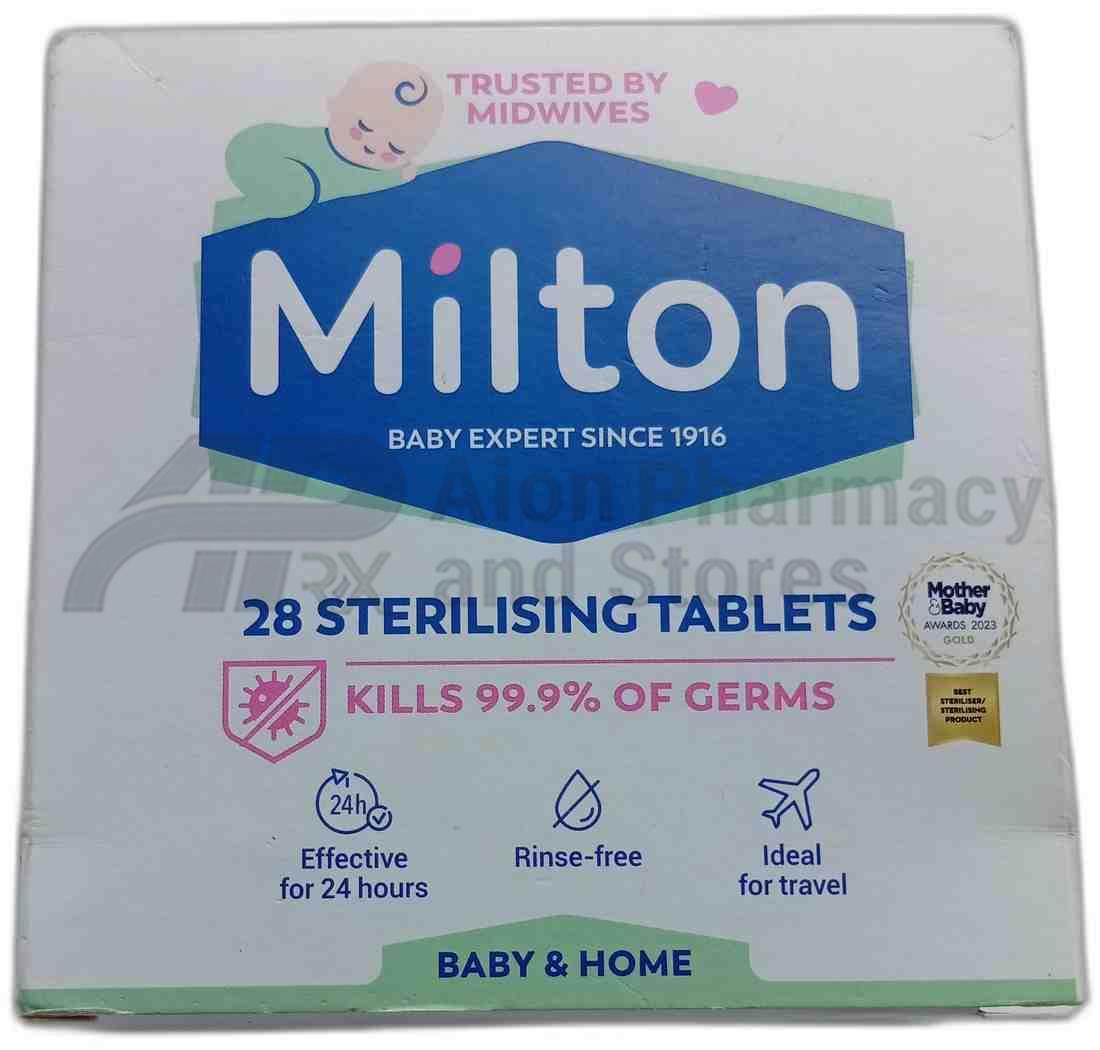 TRUSTED BY
MIDWIVES
Milton
BABY EXPERT SINCE 1916
Alon Pharmacy
and Stores
RX
28 STERILISING TABLETS
Mother
&Baby
AWARDS 2023
GOLD
BEST
STERILISER/
STERILISING
PRODUCT
KILLS 99.9% OF GERMS
24h
Effective
for 24 hours
Rinse-free
Ideal
for travel
BABY & HOME